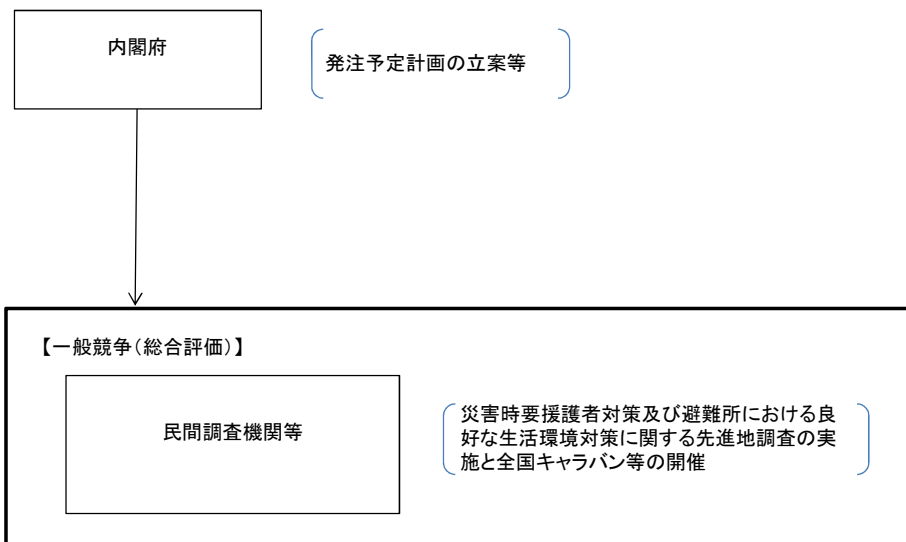 内閣府
発注予定計画の立案等
【一般競争(総合評価)】
民間調査機関等
災害時要援護者対策及び避難所における良
好な生活環境対策に関する先進地調査の実
施と全国キャラバン等の開催